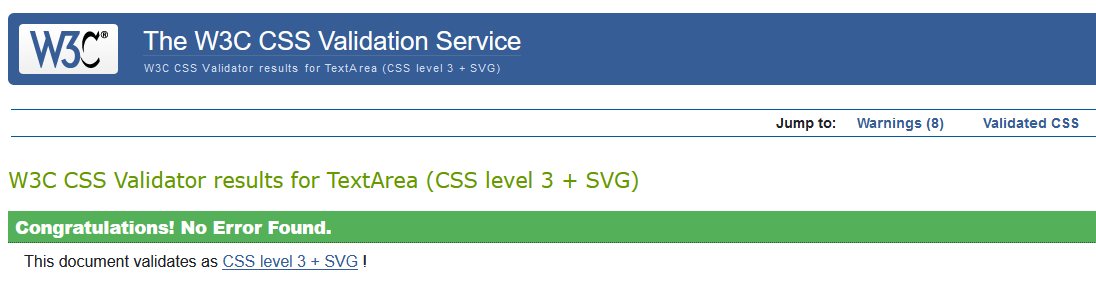 W3C® The W3C CSS Validation Service
W3C CSS Validator results for TextArea (CSS level 3 + SVG)
Jump to: Warnings (8) Validated CSS
W3C CSS Validator results for TextArea (CSS level 3 + SVG)
Congratulations! No Error Found.
This document validates as CSS level 3 + SVG !